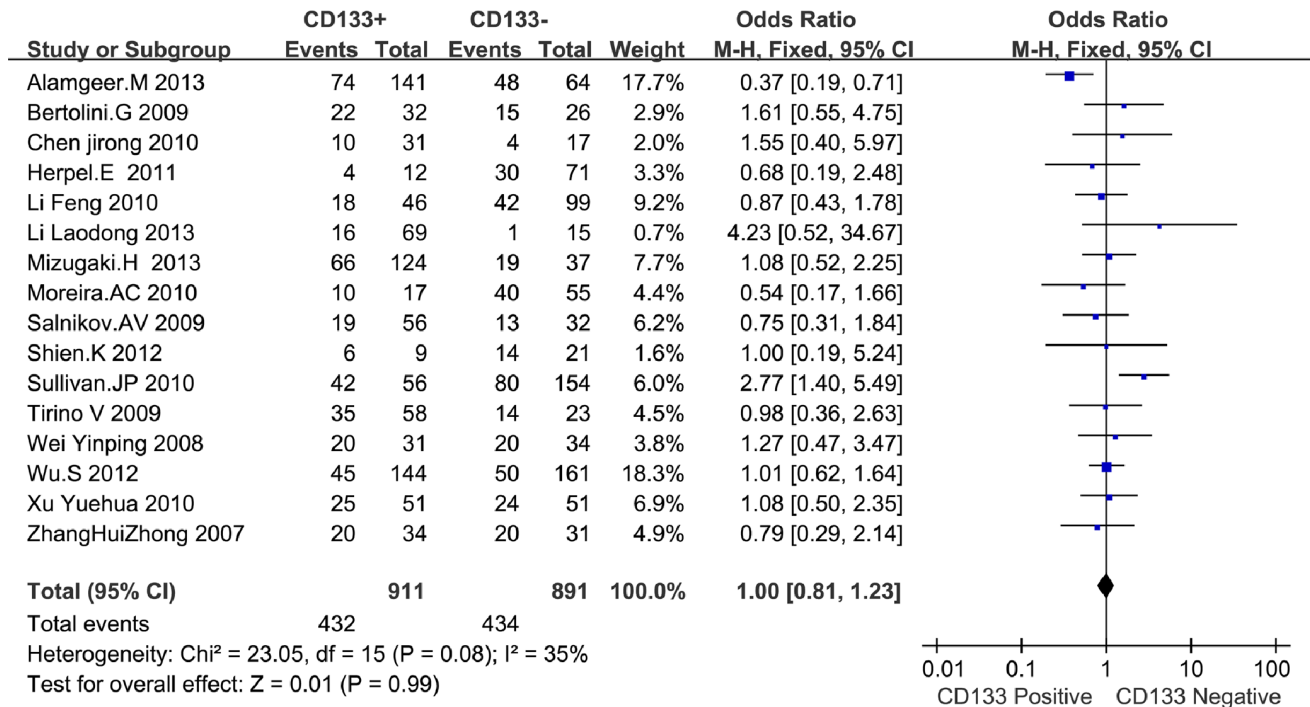 CD133+ CD133- Odds Ratio Odds Ratio
Study or Subgroup Events Total Events Total Weight M-H, Fixed, 95% CI M-H, Fixed, 95% CI
Alamgeer.M 2013 74 141 48 64 17.7% 0.37 [0.19, 0.71]
Bertolini.G 2009 22 32 15 26 2.9% 1.61 [0.55, 4.75]
Chen jirong 2010 10 31 4 17 2.0% 1.55 [0.40, 5.97]
Herpel.E 2011 4 12 30 71 3.3% 0.68 [0.19, 2.48]
Li Feng 2010 18 46 42 99 9.2% 0.87 [0.43, 1.78]
Li Laodong 2013 16 69 1 15 0.7% 4.23 [0.52, 34.67]
Mizugaki.H 2013 66 124 19 37 7.7% 1.08 [0.52, 2.25]
Moreira.AC 2010 10 17 40 55 4.4% 0.54 [0.17, 1.66]
Salnikov.AV 2009 19 56 13 32 6.2% 0.75 [0.31, 1.84]
Shien.K 2012 6 9 14 21 1.6% 1.00 [0.19, 5.24]
Sullivan.JP 2010 42 56 80 154 6.0% 2.77 [1.40, 5.49]
Tirino V 2009 35 58 14 23 4.5% 0.98 [0.36, 2.63]
Wei Yinping 2008 20 31 20 34 3.8% 1.27 [0.47, 3.47]
Wu.S 2012 45 144 50 161 18.3% 1.01 [0.62, 1.64]
Xu Yuehua 2010 25 51 24 51 6.9% 1.08 [0.50, 2.35]
ZhangHuiZhong 2007 20 34 20 31 4.9% 0.79 [0.29, 2.14]
Total (95% CI) 911 891 100.0% 1.00 [0.81, 1.23]
Total events 432 434
Heterogeneity: Chi² = 23.05, df = 15 (P = 0.08); I² = 35%
Test for overall effect: Z = 0.01 (P = 0.99)
0.01 0.1 1 10 100
CD133 Positive CD133 Negative